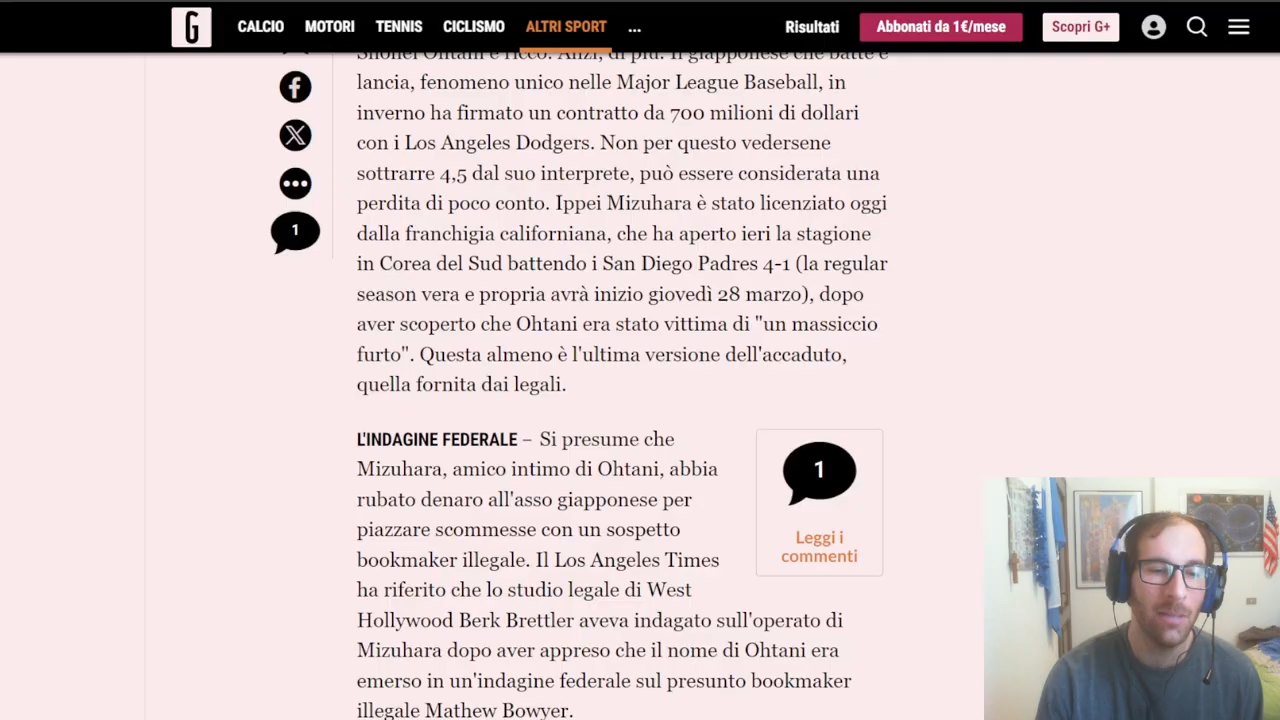 G
CALCIO
MOTORI
TENNIS
CICLISMO
ALTRI SPORT
...
Risultati
Abbonati da 1€/mese
Scopri G+
Shohei Ohtani è ricco. Anzi, di più. Il giapponese che batte e
lancia, fenomeno unico nelle Major League Baseball, in
inverno ha firmato un contratto da 700 milioni di dollari
con i Los Angeles Dodgers. Non per questo vedersene
sottrarre 4,5 dal suo interprete, può essere considerata una
perdita di poco conto. Ippei Mizuhara è stato licenziato oggi
dalla franchigia californiana, che ha aperto ieri la stagione
in Corea del Sud battendo i San Diego Padres 4-1 (la regular
season vera e propria avrà inizio giovedì 28 marzo), dopo
aver scoperto che Ohtani era stato vittima di "un massiccio
furto". Questa almeno è l'ultima versione dell'accaduto,
quella fornita dai legali.
1
L'INDAGINE FEDERALE – Si presume che
Mizuhara, amico intimo di Ohtani, abbia
rubato denaro all'asso giapponese per
piazzare scommesse con un sospetto
bookmaker illegale. Il Los Angeles Times
ha riferito che lo studio legale di West
Hollywood Berk Brettler aveva indagato sull'operato di
Mizuhara dopo aver appreso che il nome di Ohtani era
emerso in un'indagine federale sul presunto bookmaker
illegale Mathew Bowyer.
1
Leggi i
commenti